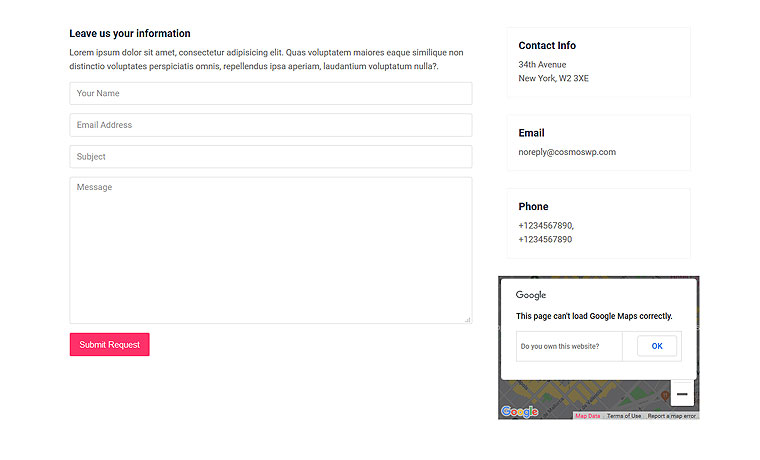 Leave us your information
Lorem ipsum dolor sit amet, consectetur adipisicing elit. Quas voluptatem maiores eaque similique non
distinctio voluptates perspiciatis omnis, repellendus ipsa aperiam, laudantium voluptatum nulla?.
Your Name
Email Address
Subject
Message
Submit Request
Contact Info
34th Avenue
New York, W2 3XE
Email
noreply@cosmoswp.com
Phone
+1234567890,
+1234567890
Google
This page can't load Google Maps correctly.
Do you own this website?
OK
Google
Map Data
Terms of Use
Report a map error